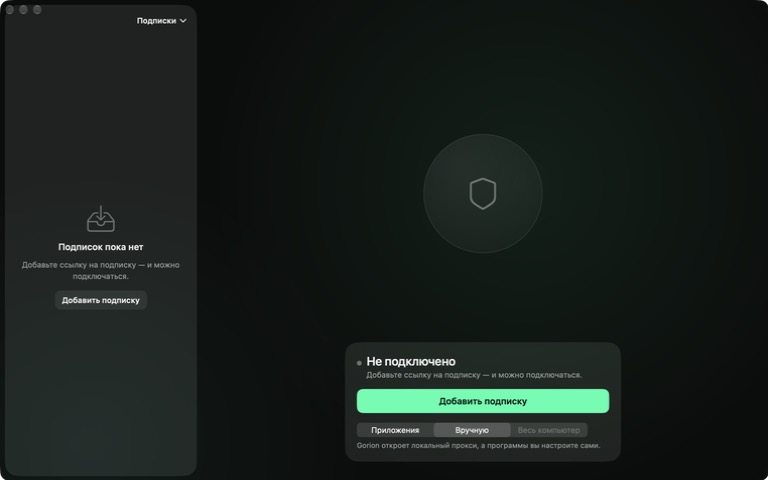 Подписки
Подписок пока нет
Добавьте ссылку на подписку — и можно
подключаться.
Добавить подписку
Не подключено
Добавьте ссылку на подписку — и можно подключаться.
Добавить подписку
Приложения Вручную Весь компьютер
Gorion откроет локальный прокси, а программы вы настроите сами.